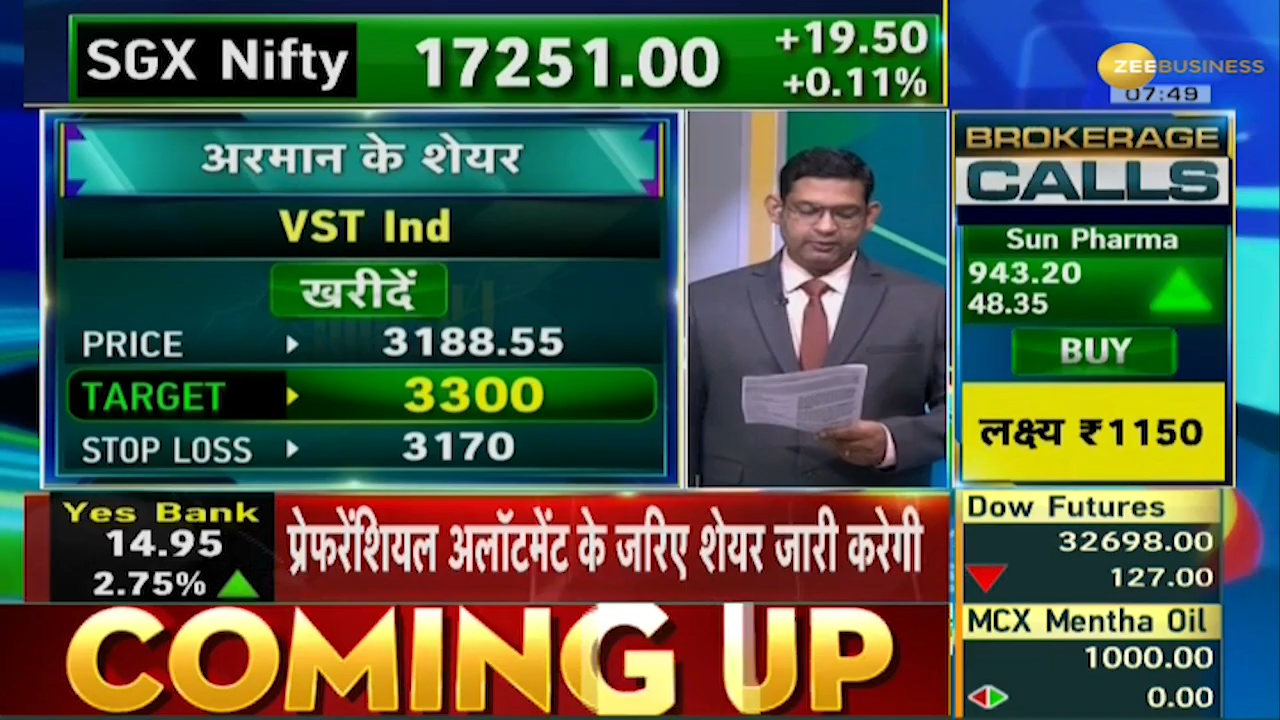 SGX Nifty
17251.00
+19.50
+0.11%
ZEEBUSINESS
07:49
अरमान के शेयर
VST Ind
खरीदें
PRICE 3188.55
TARGET 3300
STOP LOSS 3170
BROKERAGE
CALLS
Sun Pharma
943.20
48.35
BUY
लक्ष्य ₹1150
Yes Bank
14.95
2.75%
प्रेफरेंशियल अलॉटमेंट के जरिए शेयर जारी करेगी
Dow Futures
32698.00
127.00
MCX Mentha Oil
1000.00
0.00
COMING UP